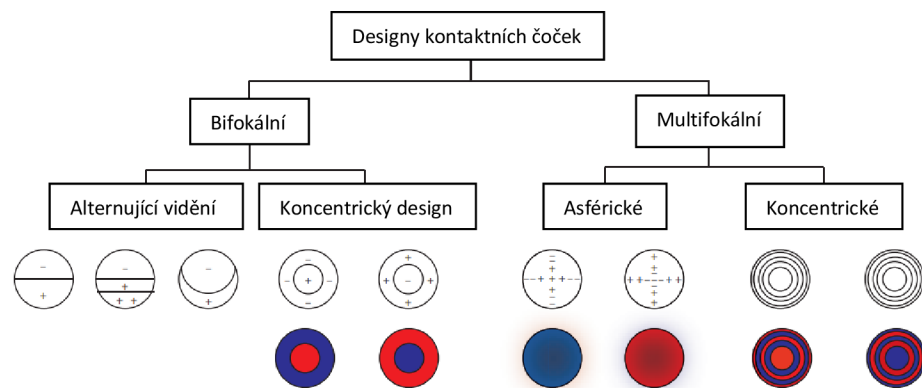 Designy kontaktních čoček
Bifokální
Multifokální
Alternující vidění
Koncentrický design
Asférické
Koncentrické